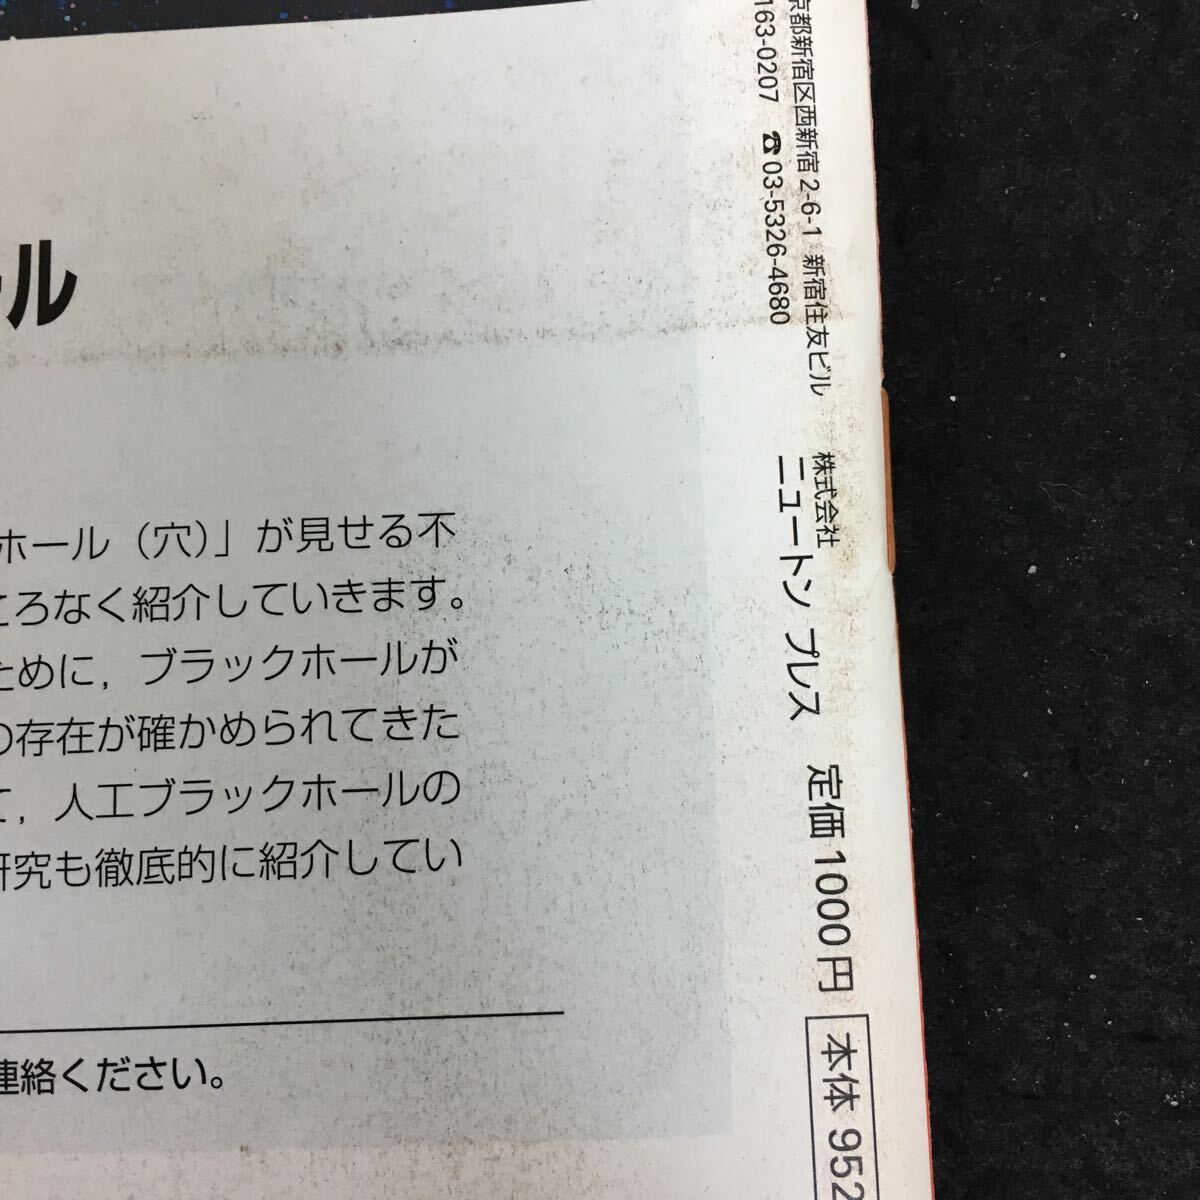 ール
ホール（穴）」が見せる不
ころなく紹介していきます。
ために，ブラックホールが
の存在が確かめられてきた
て，人工ブラックホールの
研究も徹底的に紹介してい
連絡ください。
京都新宿区西新宿2-6-1 新宿住友ビル
163-0207 ☎03-5326-4680
株式会社
ニュートン プレス
定価1000円
本体 952